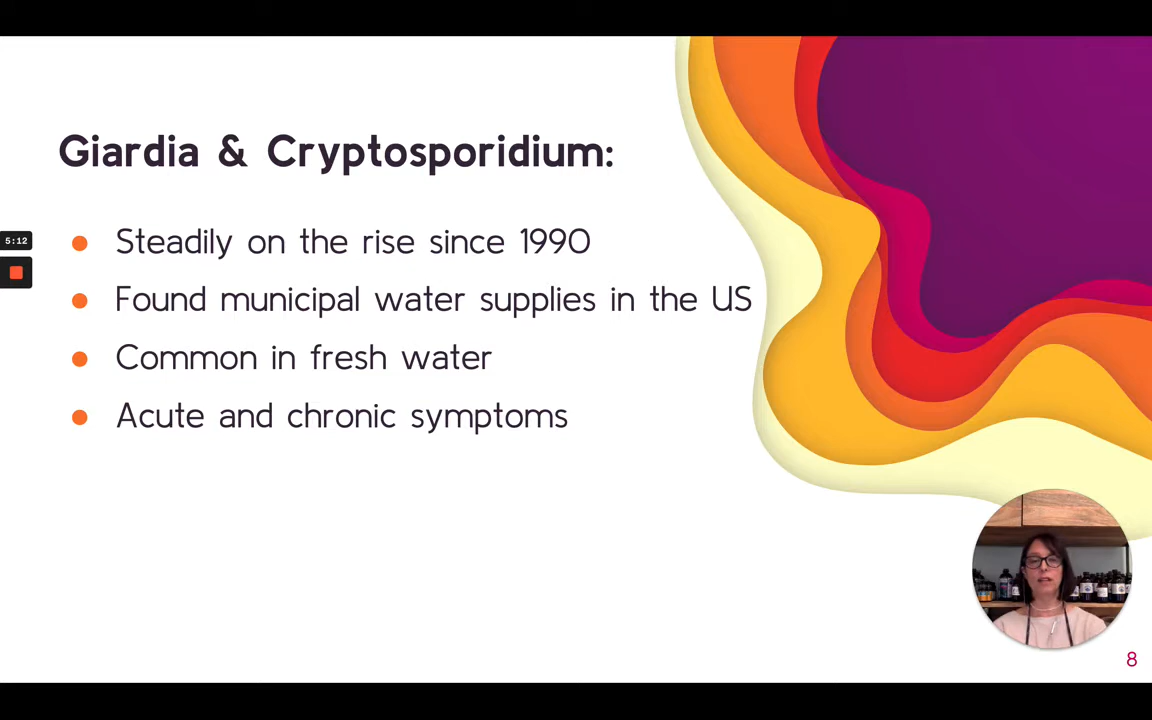 Giardia & Cryptosporidium:
5:12
● Steadily on the rise since 1990
● Found municipal water supplies in the US
● Common in fresh water
● Acute and chronic symptoms
8